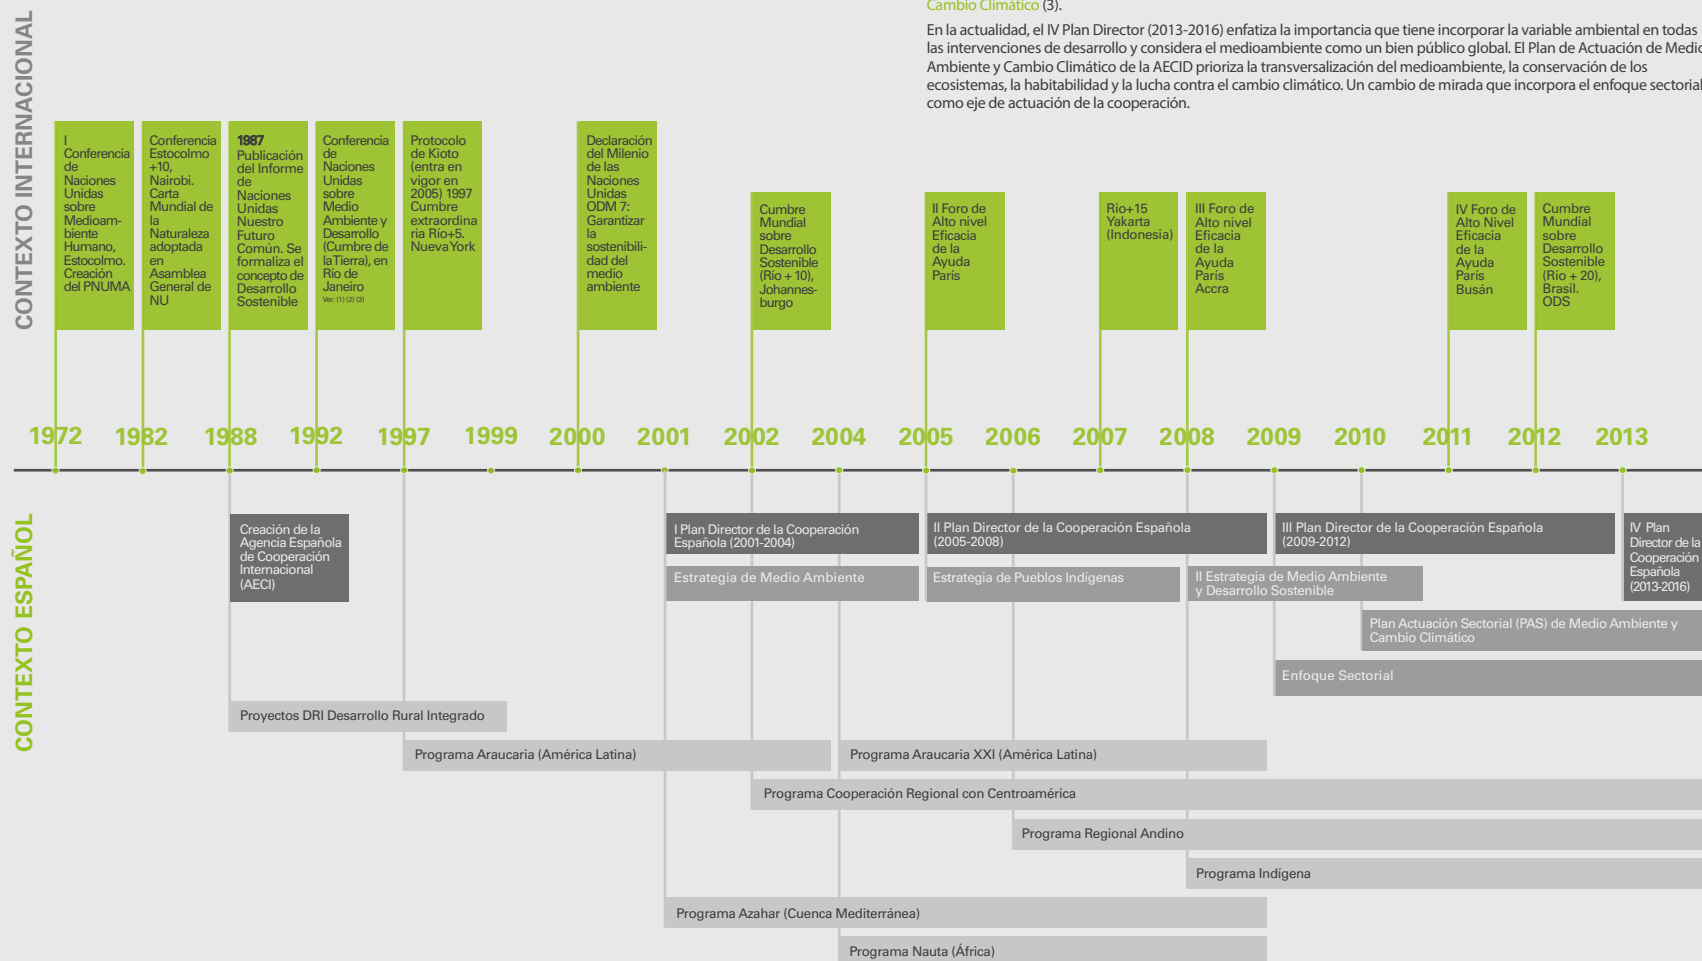 Cambio Climático (3).
En la actualidad, el IV Plan Director (2013-2016) enfatiza la importancia que tiene incorporar la variable ambiental en todas
las intervenciones de desarrollo y considera el medioambiente como un bien público global. El Plan de Actuación de Medio
Ambiente y Cambio Climático de la AECID prioriza la transversalización del medioambiente, la conservación de los
ecosistemas, la habitabilidad y la lucha contra el cambio climático. Un cambio de mirada que incorpora el enfoque sectorial
como eje de actuación de la cooperación.
CONTEXTO INTERNACIONAL
I
Conferencia
de
Naciones
Unidas
sobre
Medioam-
biente
Humano,
Estocolmo.
Creación
del PNUMA
Conferencia
Estocolmo
+10,
Nairobi.
Carta
Mundial de
la
Naturaleza
adoptada
en
Asamblea
General de
NU
1987
Publicación
del Informe
de
Naciones
Unidas
Nuestro
Futuro
Común. Se
formaliza el
concepto de
Desarrollo
Sostenible
Conferencia
de
Naciones
Unidas
sobre
Medio
Ambiente y
Desarrollo
(Cumbre de
la Tierra), en
Río de
Janeiro
Ver: (1) (2) (3)
Protocolo
de Kioto
(entra en
vigor en
2005) 1997
Cumbre
extraordina
ria Río+5.
Nueva York
Declaración
del Milenio
de las
Naciones
Unidas
ODM 7:
Garantizar
la
sostenibili-
dad del
medio
ambiente
Cumbre
Mundial
sobre
Desarrollo
Sostenible
(Río + 10),
Johannes-
burgo
II Foro de
Alto nivel
Eficacia
de la
Ayuda
París
Rio+15
Yakarta
(Indonesia)
III Foro de
Alto nivel
Eficacia
de la
Ayuda
París
Accra
IV Foro de
Alto Nivel
Eficacia
de la
Ayuda
París
Busán
Cumbre
Mundial
sobre
Desarrollo
Sostenible
(Río + 20),
Brasil.
ODS
1972 1982 1988 1992 1997 1999 2000 2001 2002 2004 2005 2006 2007 2008 2009 2010 2011 2012 2013
CONTEXTO ESPAÑOL
Creación de la
Agencia Española
de Cooperación
Internacional
(AECI)
I Plan Director de la Cooperación
Española (2001-2004)
II Plan Director de la Cooperación Española
(2005-2008)
III Plan Director de la Cooperación Española
(2009-2012)
IV Plan
Director de la
Cooperación
Española
(2013-2016)
Estrategia de Medio Ambiente
Estrategia de Pueblos Indígenas
II Estrategia de Medio Ambiente
y Desarrollo Sostenible
Plan Actuación Sectorial (PAS) de Medio Ambiente y
Cambio Climático
Enfoque Sectorial
Proyectos DRI Desarrollo Rural Integrado
Programa Araucaria (América Latina)
Programa Araucaria XXI (América Latina)
Programa Cooperación Regional con Centroamérica
Programa Regional Andino
Programa Indígena
Programa Azahar (Cuenca Mediterránea)
Programa Nauta (África)